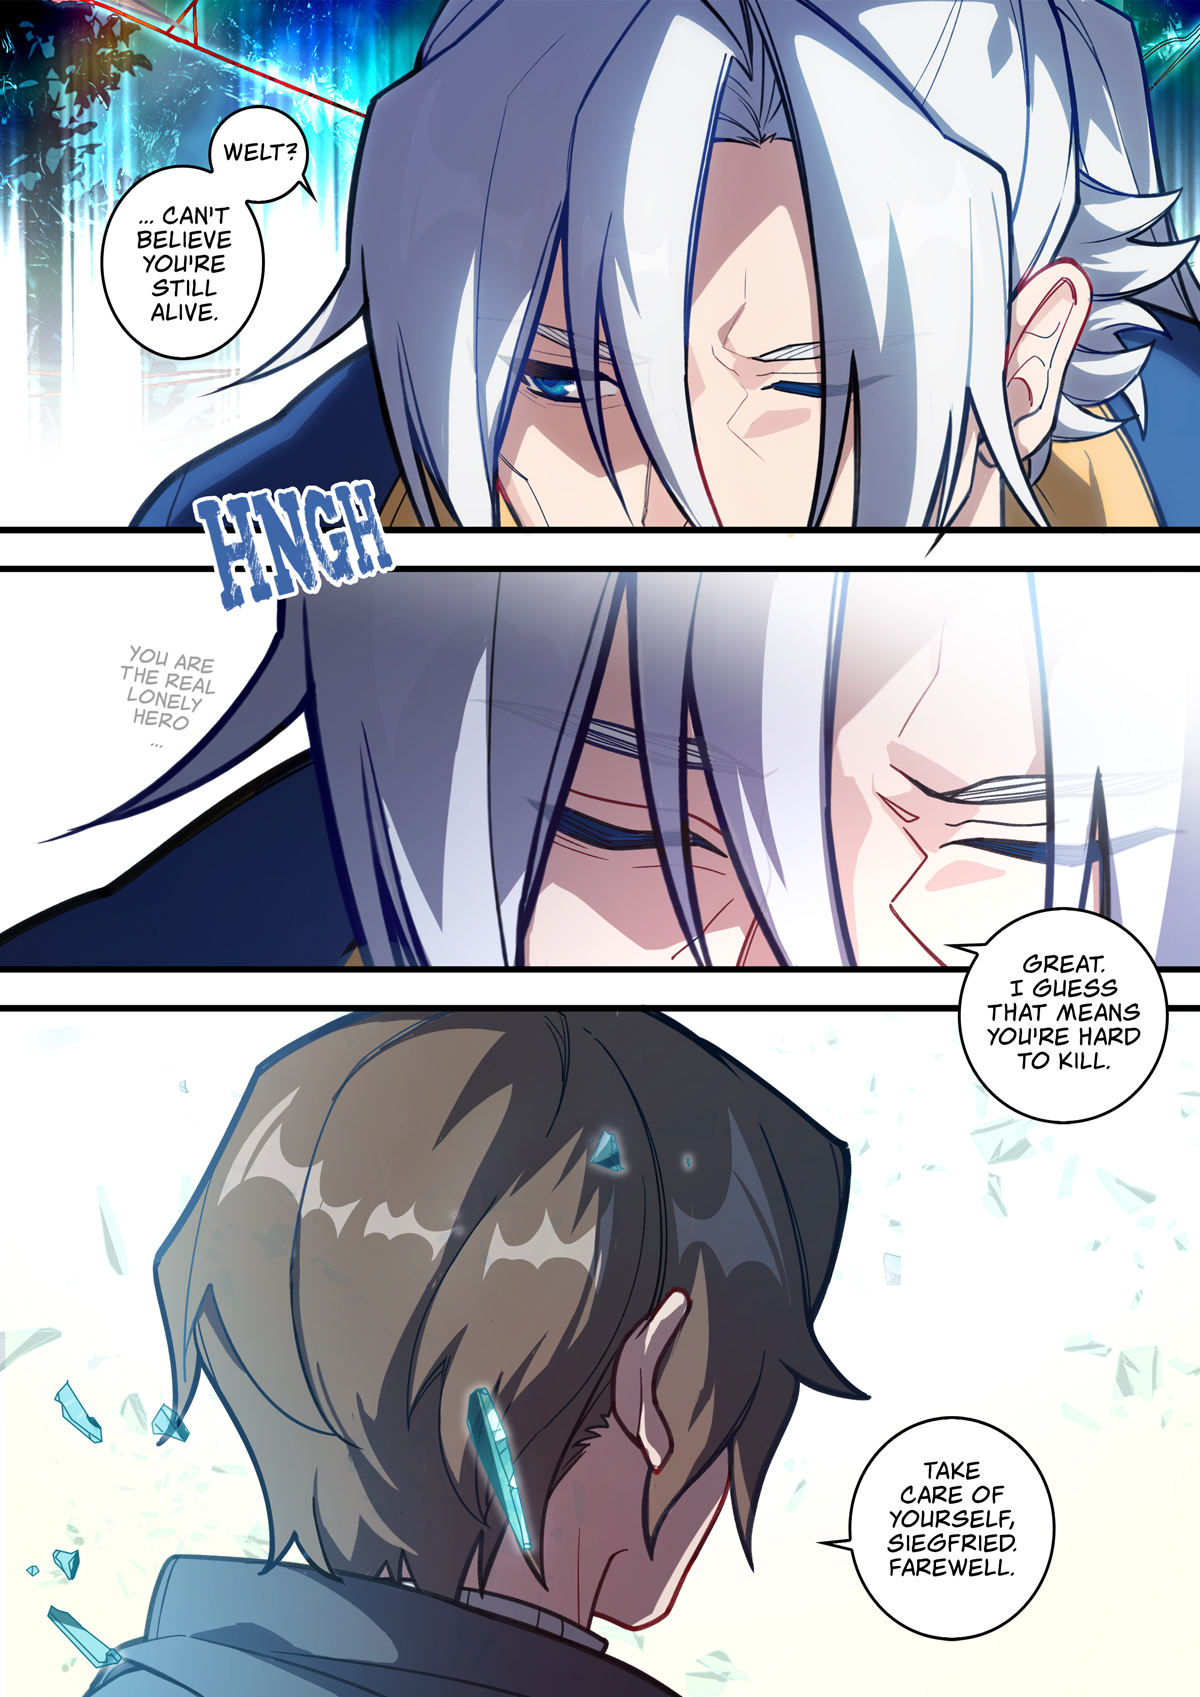 WELT?
... CAN'T
BELIEVE
YOU'RE
STILL
ALIVE.
HNGH
YOU ARE
THE REAL
LONELY
HERO
...
GREAT.
I GUESS
THAT MEANS
YOU'RE HARD
TO KILL.
TAKE
CARE OF
YOURSELF,
SIEGFRIED.
FAREWELL.